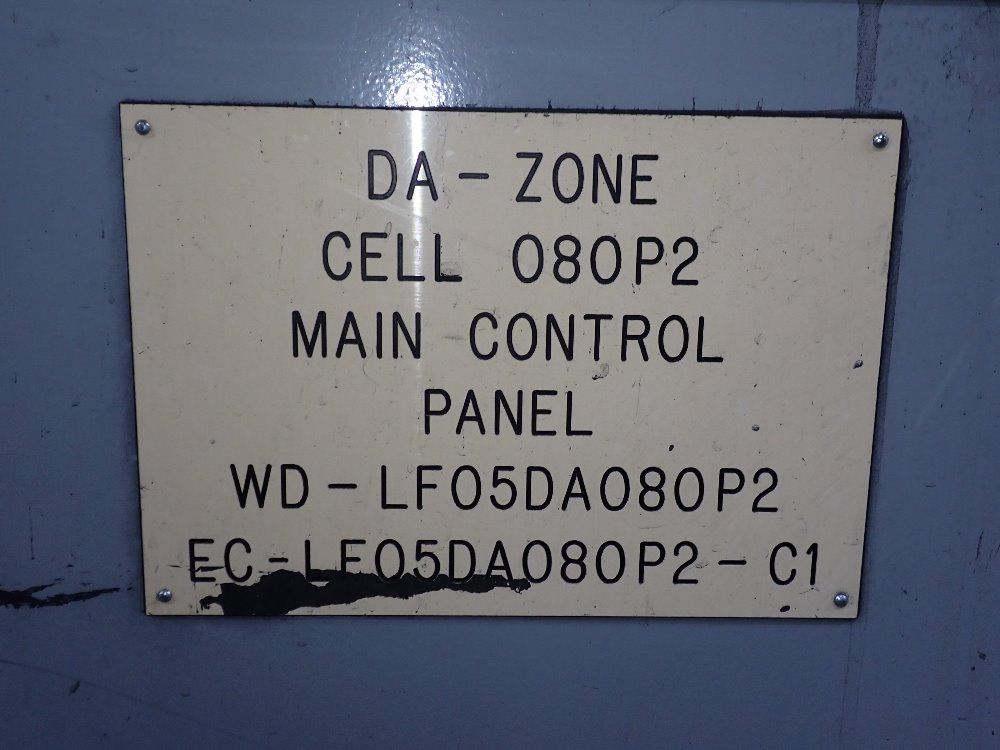 DA - ZONE
CELL 080P2
MAIN CONTROL
PANEL
WD - LF05DA080P2
EC-LF05DA080P2 - C1